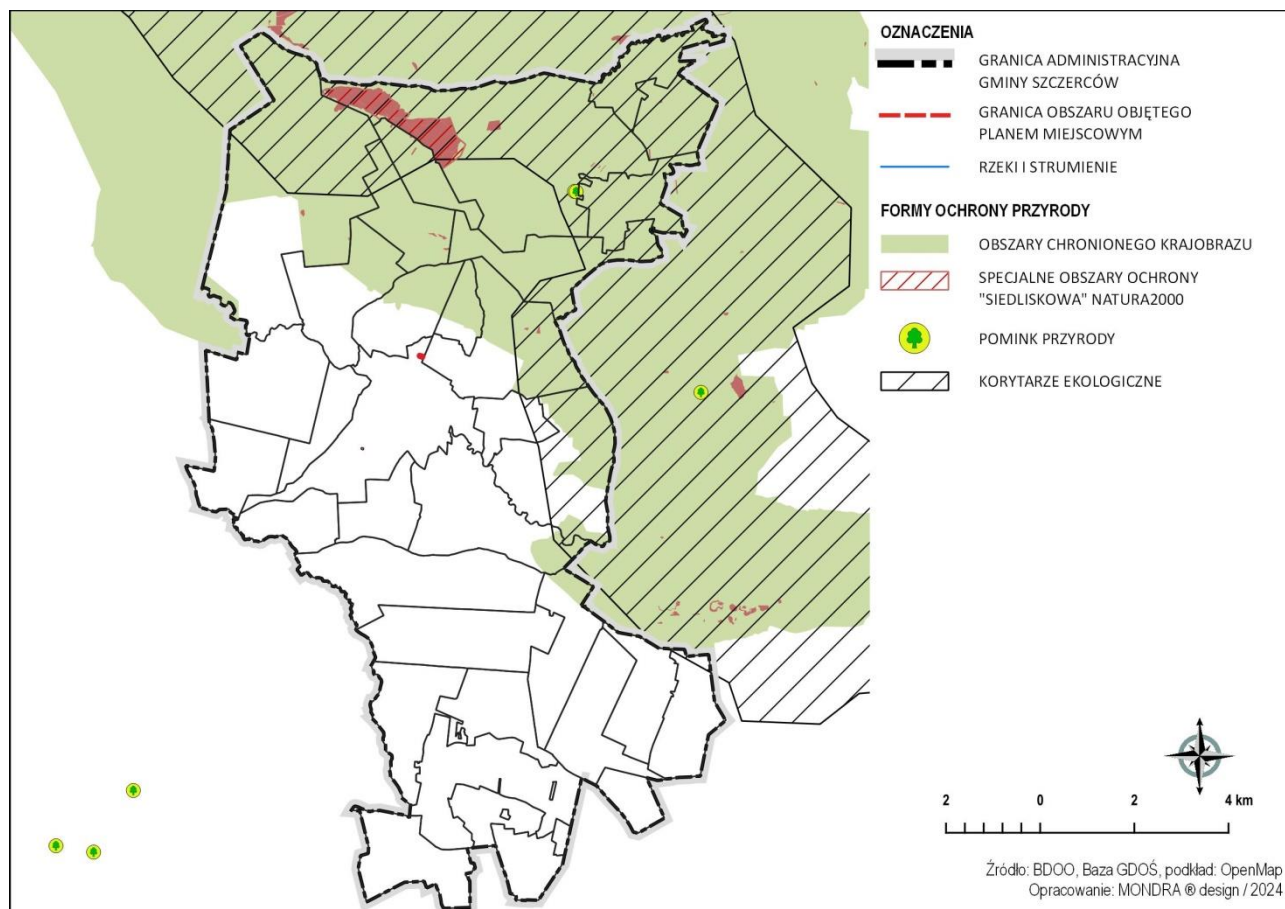 OZNACZENIA
GRANICA ADMINISTRACYJNA
GMINY SZCZERCÓW
GRANICA OBSZARU OBJĘTEGO
PLANEM MIEJSCOWYM
RZEKI I STRUMIENIE
FORMY OCHRONY PRZYRODY
OBSZARY CHRONIONEGO KRAJOBRAZU
SPECJALNE OBSZARY OCHRONY
"SIEDLISKOWA" NATURA2000
POMINK PRZYRODY
KORYTARZE EKOLOGICZNE
2 0 2 4 km
Źródło: BDOO, Baza GDOŚ, podkład: OpenMap
Opracowanie: MONDRA ® design / 2024